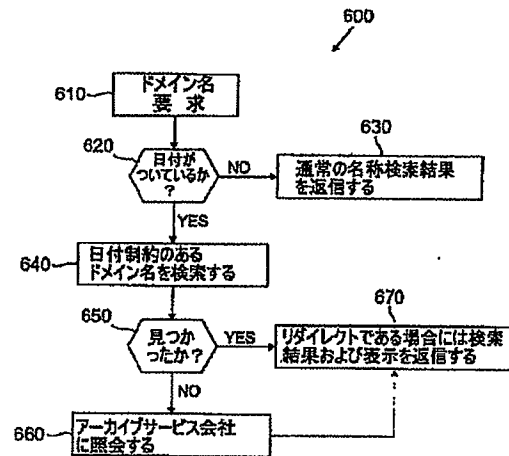 600
610
ドメイン名
要求
620
日付が
ついているか
?
NO
630
通常の名称検索結果
を返信する
YES
640
日付制約のある
ドメイン名を検索する
650
見つか
ったか?
YES
670
リダイレクトである場合には検索
結果および表示を返信する
NO
660
アーカイブサービス会社
に照会する